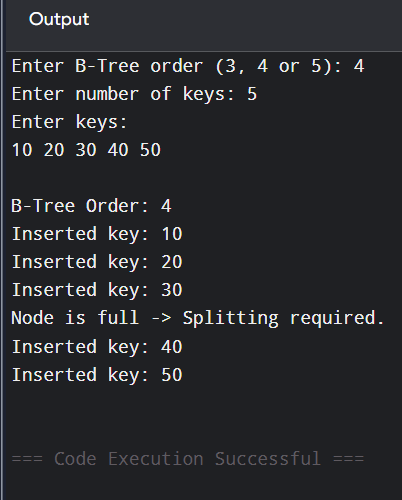 Output
Enter B-Tree order (3, 4 or 5): 4
Enter number of keys: 5
Enter keys:
10 20 30 40 50
B-Tree Order: 4
Inserted key: 10
Inserted key: 20
Inserted key: 30
Node is full -> Splitting required.
Inserted key: 40
Inserted key: 50
=== Code Execution Successful ===